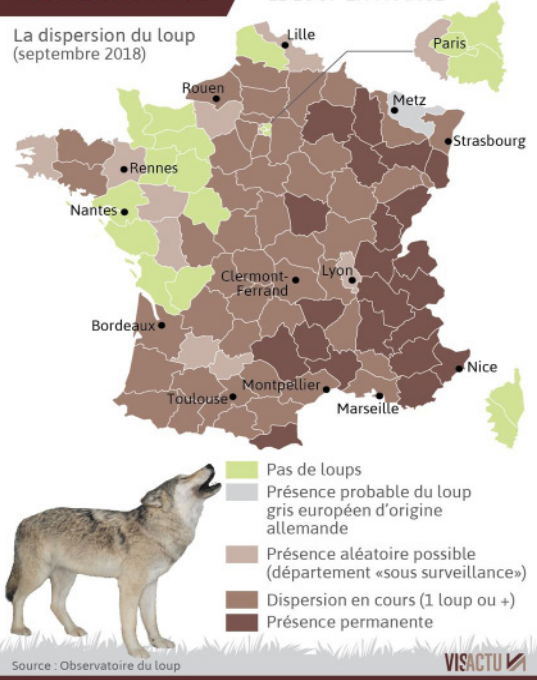 La dispersion du loup
(septembre 2018)
Lille
Paris
Rouen
Metz
Strasbourg
Rennes
Nantes
Clermont-
Ferrand
Lyon
Bordeaux
Nice
Montpellier
Toulouse
Marseille
Pas de loups
Présence probable du loup
gris européen d'origine
allemande
Présence aléatoire possible
(département «sous surveillance»)
Dispersion en cours (1 loup ou +)
Présence permanente
Source : Observatoire du loup
VISACTU